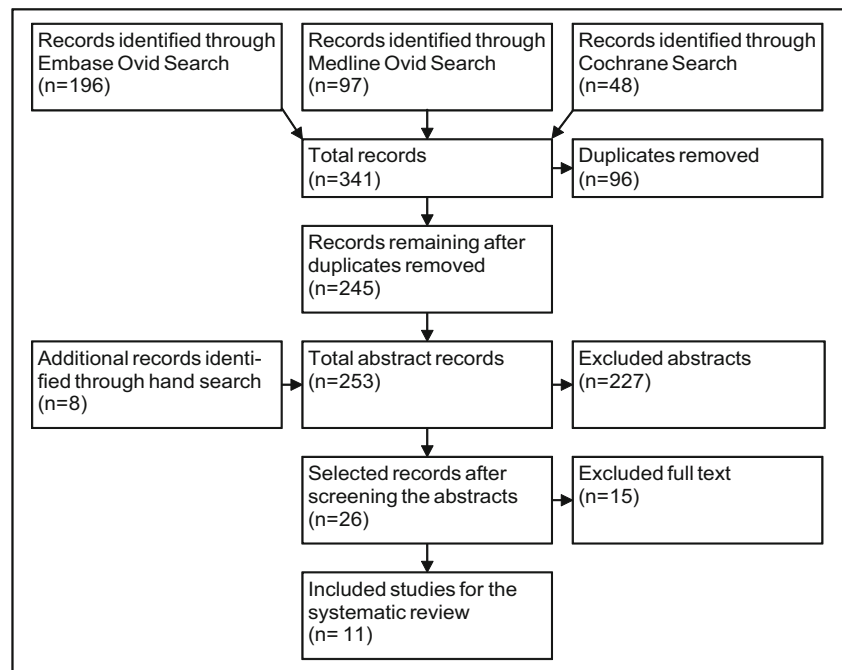 Records identified through
Embase Ovid Search
(n=196)
Records identified through
Medline Ovid Search
(n=97)
Records identified through
Cochrane Search
(n=48)
Total records
(n=341)
Duplicates removed
(n=96)
Records remaining after
duplicates removed
(n=245)
Additional records identi-
fied through hand search
(n=8)
Total abstract records
(n=253)
Excluded abstracts
(n=227)
Selected records after
screening the abstracts
(n=26)
Excluded full text
(n=15)
Included studies for the
systematic review
(n= 11)